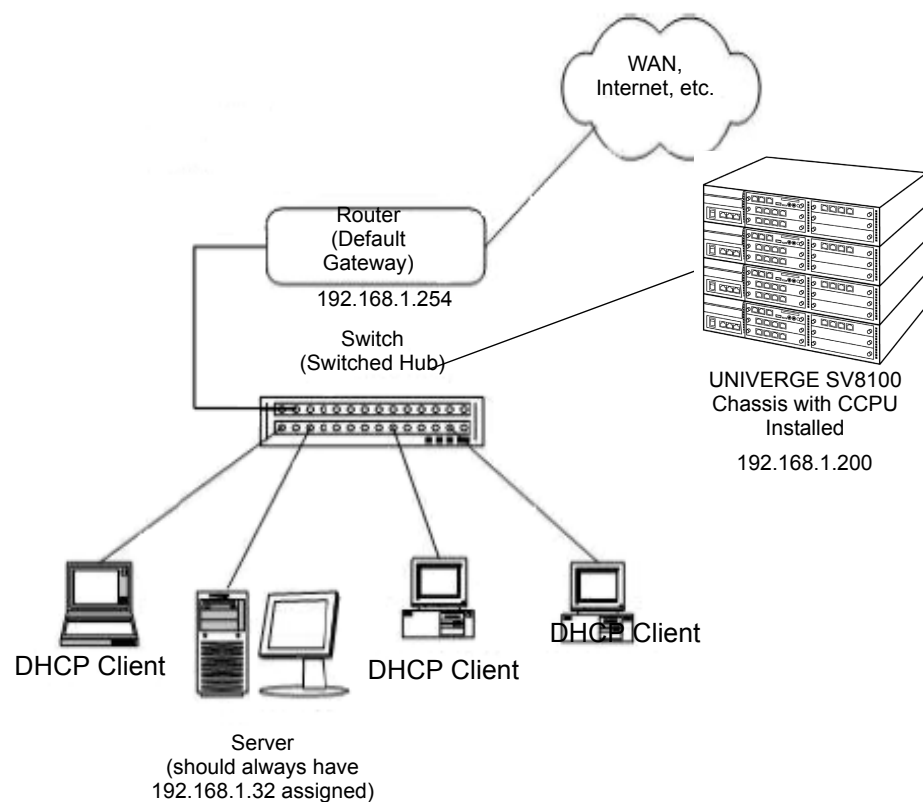 WAN,
Internet, etc.
Router
(Default
Gateway)
192.168.1.254
Switch
(Switched Hub)
UNIVERGE SV8100
Chassis with CCPU
Installed
192.168.1.200
DHCP Client
DHCP Client
DHCP Client
Server
(should always have
192.168.1.32 assigned)